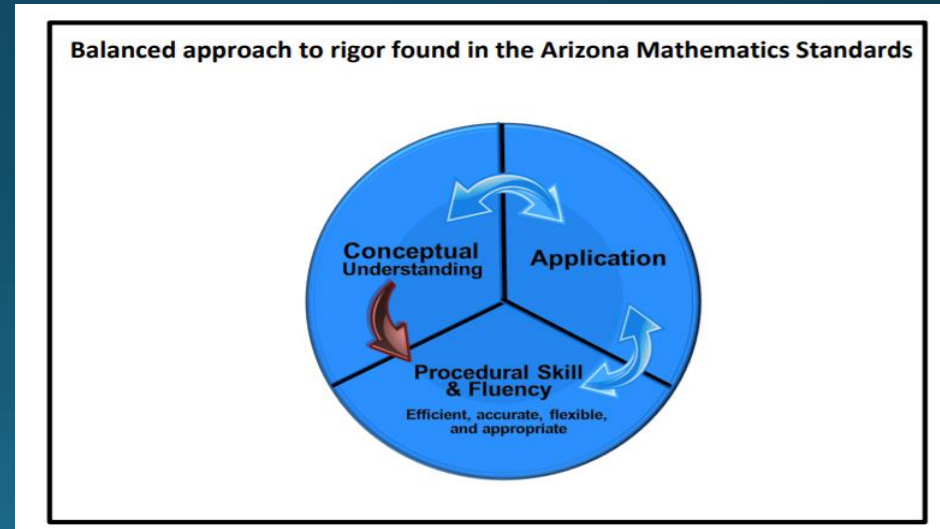 Balanced approach to rigor found in the Arizona Mathematics Standards
Conceptual
Understanding
Application
Procedural Skill
& Fluency
Efficient, accurate, flexible,
and appropriate